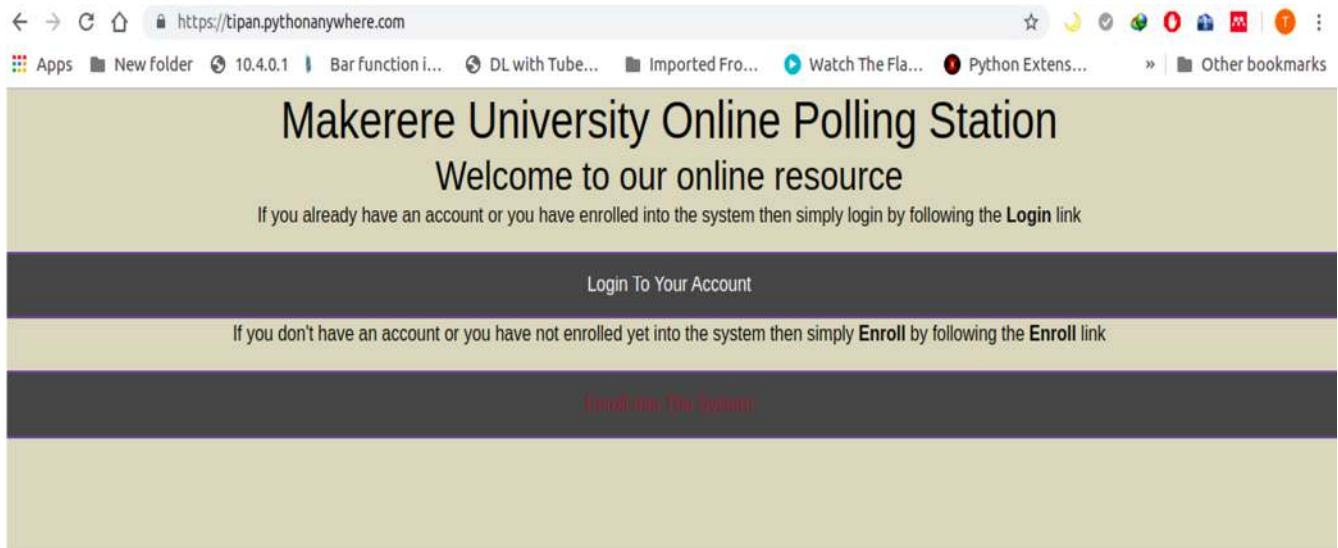 https://tipan.pythonanywhere.com
Apps New folder 10.4.0.1 Bar function i... DL with Tube... Imported Fro... Watch The Fla... Python Extens... » Other bookmarks
Makerere University Online Polling Station
Welcome to our online resource
If you already have an account or you have enrolled into the system then simply login by following the Login link
Login To Your Account
If you don't have an account or you have not enrolled yet into the system then simply Enroll by following the Enroll link
Enroll Into The System